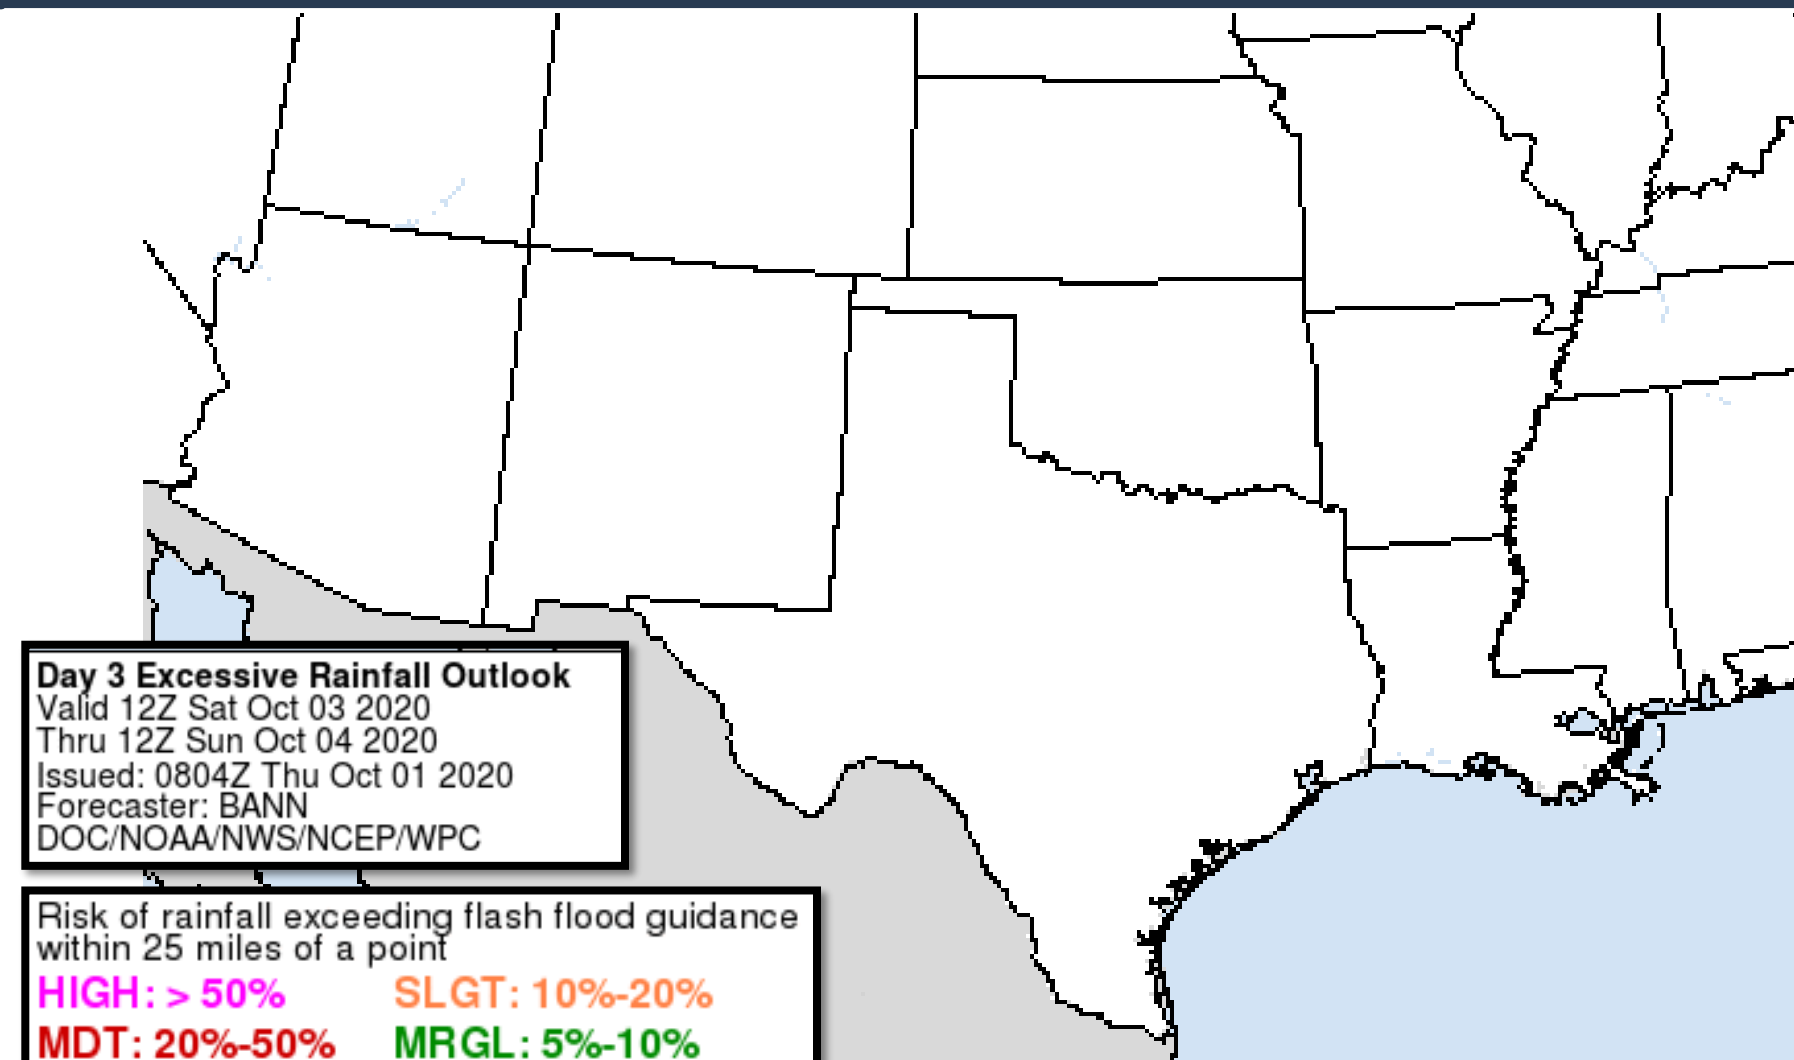 Day 3 Excessive Rainfall Outlook
Valid 12Z Sat Oct 03 2020
Thru 12Z Sun Oct 04 2020
Issued: 0804Z Thu Oct 01 2020
Forecaster: BANN
DOC/NOAA/NWS/NCEP/WPC
Risk of rainfall exceeding flash flood guidance
within 25 miles of a point
HIGH: > 50% SLGT: 10%-20%
MDT: 20%-50% MRGL: 5%-10%